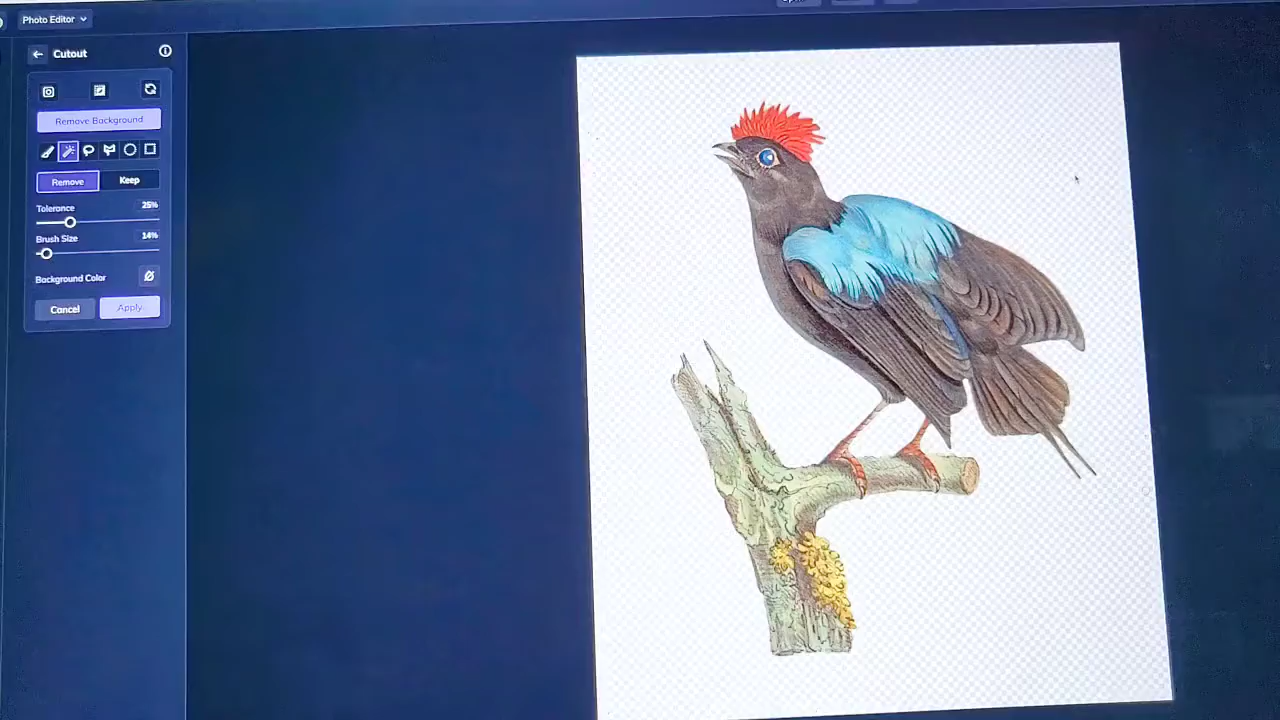 Photo Editor
Cutout
Remove Background
Remove
Keep
Tolerance
25%
Brush Size
14%
Background Color
Cancel
Apply